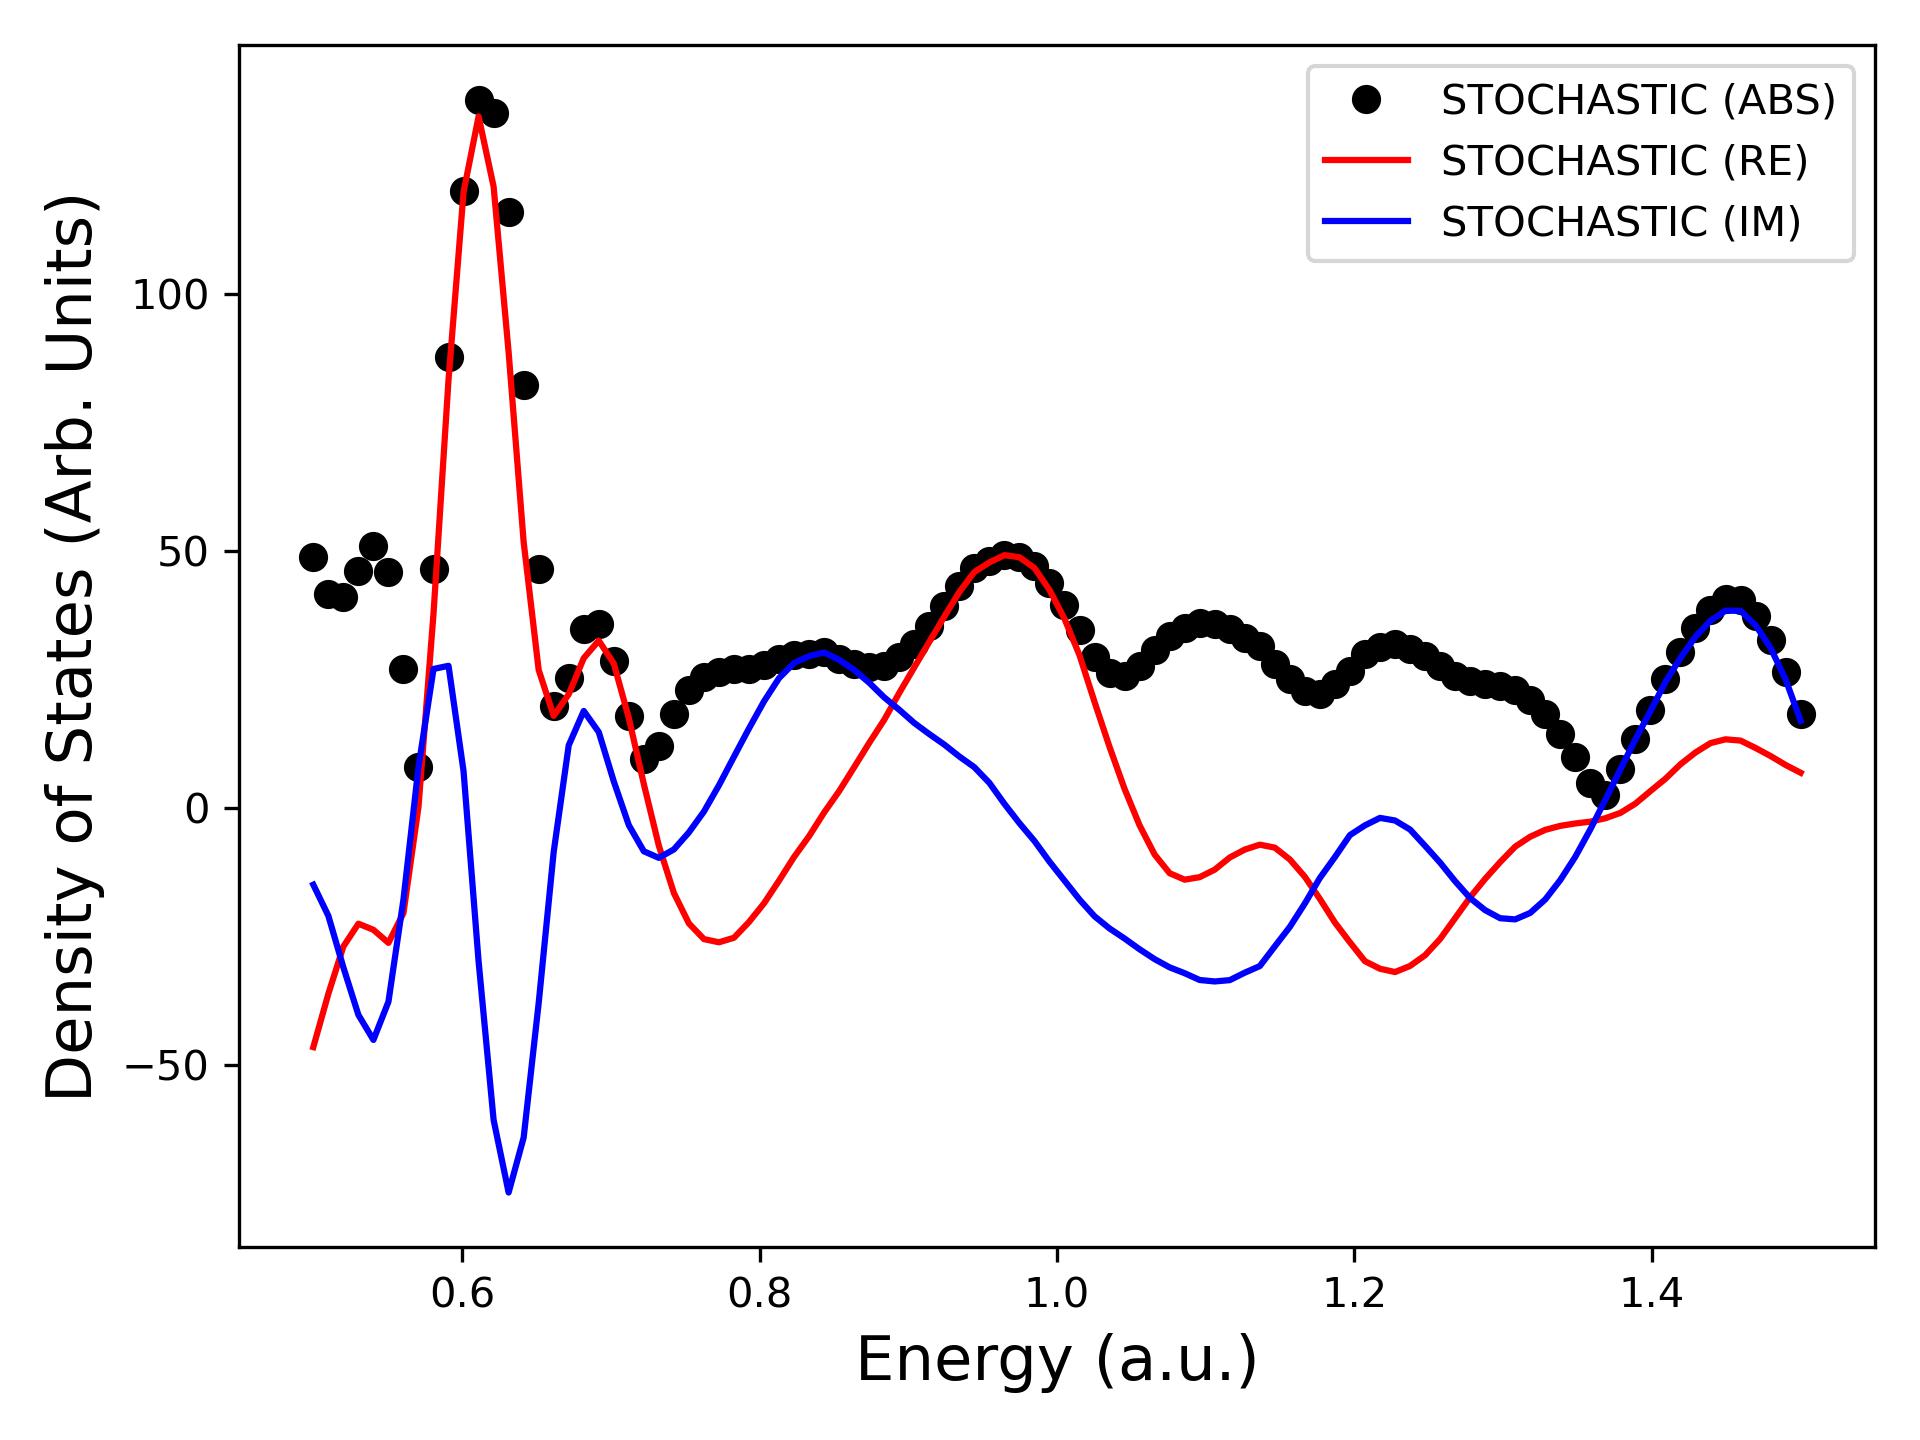 STOCHASTIC (ABS)
STOCHASTIC (RE)
STOCHASTIC (IM)
Density of States (Arb. Units)
100
50
0
−50
0.6
0.8
1.0
1.2
1.4
Energy (a.u.)